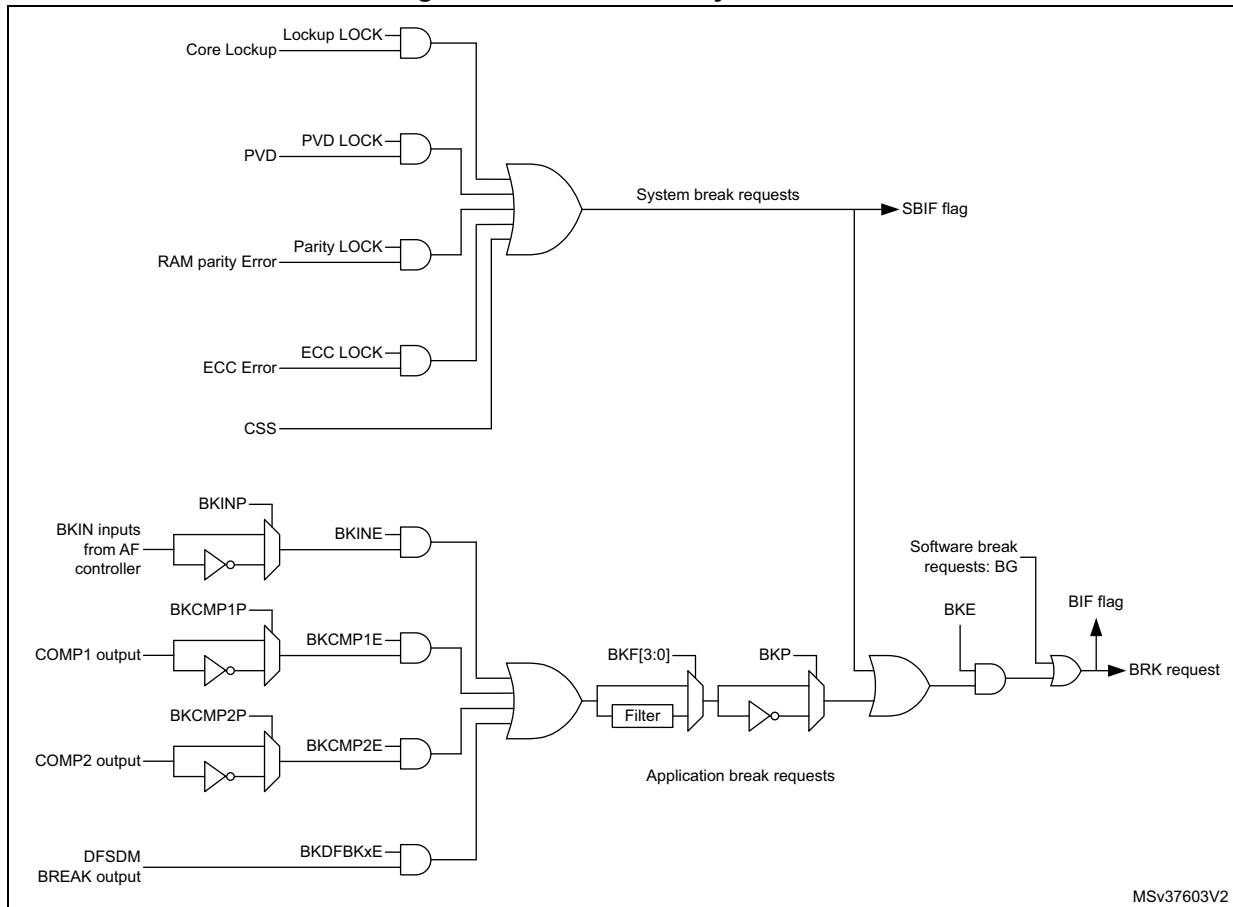 Lockup LOCK
Core Lockup
PVD LOCK
PVD
System break requests
SBIF flag
Parity LOCK
RAM parity Error
ECC LOCK
ECC Error
CSS
BKINP
BKIN inputs
from AF
controller
BKINE
Software break
requests: BG
BKCMP1P
BKE
BIF flag
COMP1 output
BKCMP1E
BKF[3:0]
BKP
BRK request
Filter
BKCMP2P
COMP2 output
BKCMP2E
Application break requests
DFSDM
BREAK output
BKDFBKxE
MSv37603V2